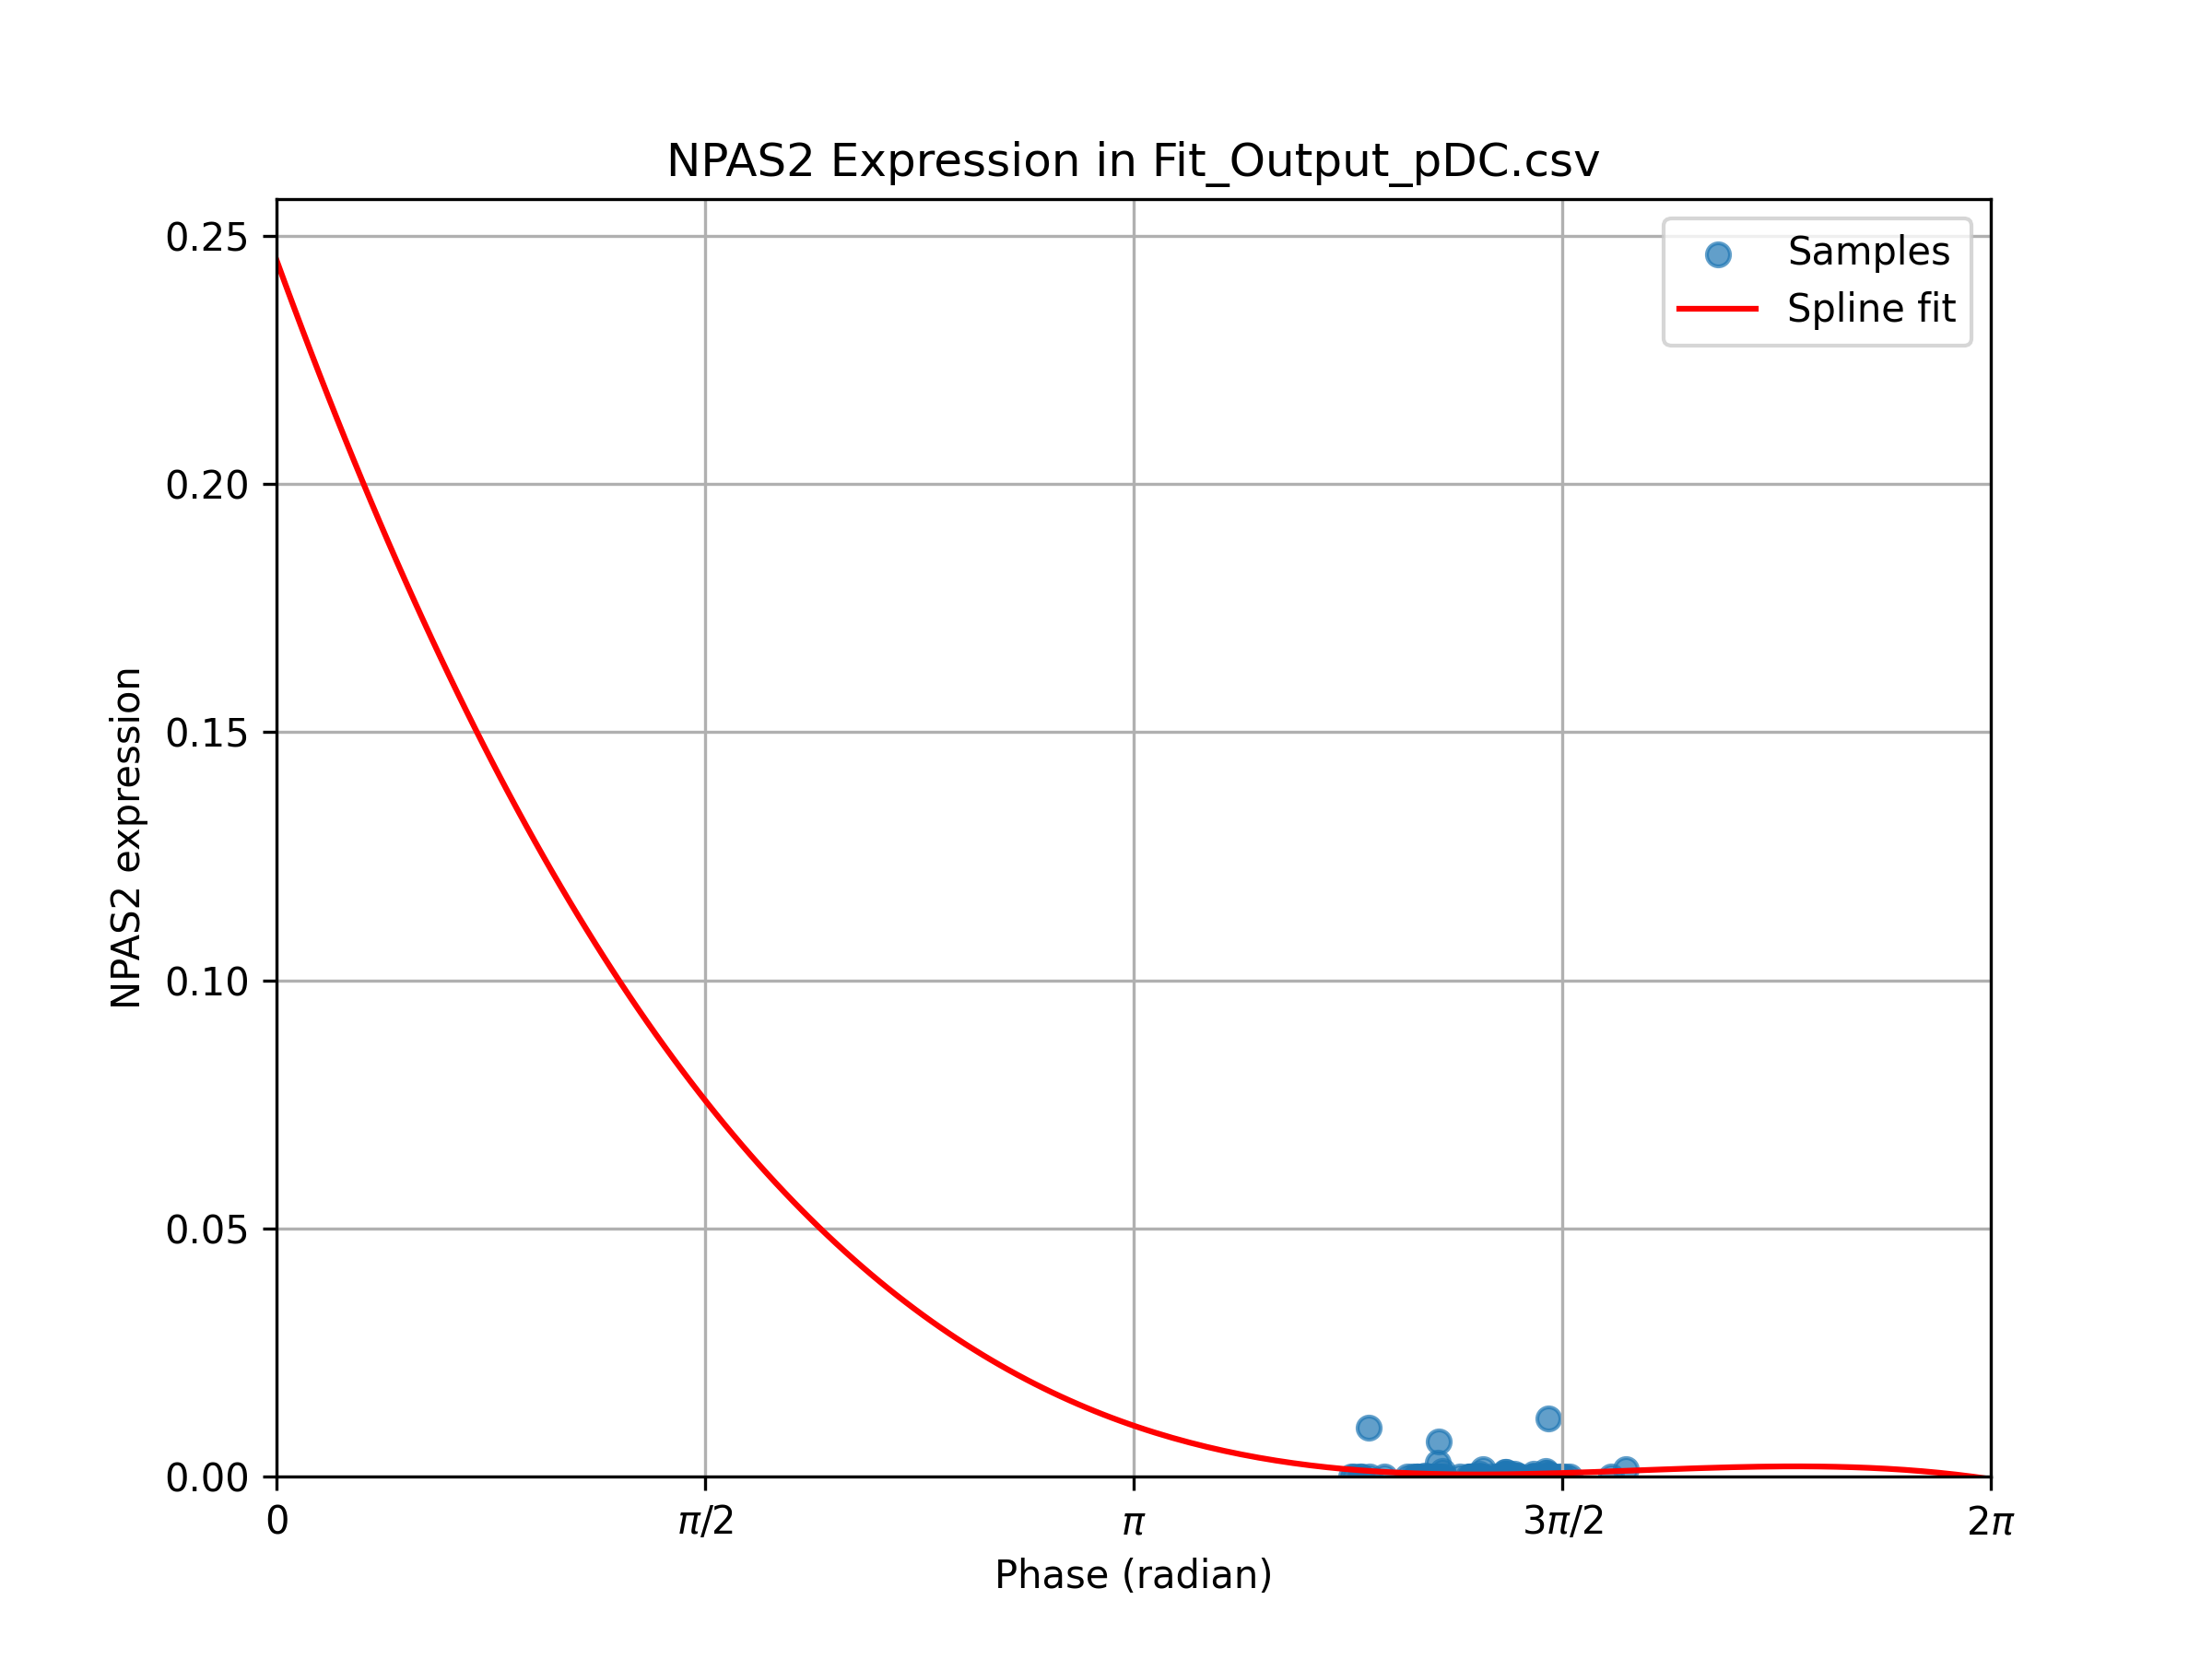 NPAS2 Expression in Fit_Output_pDC.csv
Samples
Spline fit
NPAS2 expression
0.25
0.20
0.15
0.10
0.05
0.00
0
π/2
π
3π/2
2π
Phase (radian)